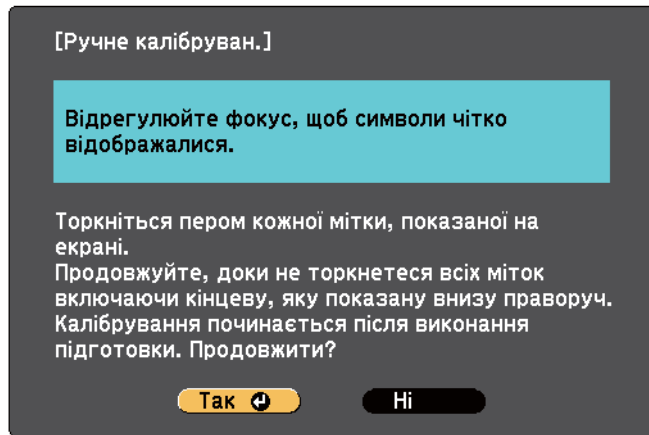 [Ручне калібруван.]
Відрегулюйте фокус, щоб символи чітко
відображалися.
Торкніться пером кожної мітки, показаної на
екрані.
Продовжуйте, доки не торкнетеся всіх міток
включаючи кінцеву, яку показану внизу праворуч.
Калібрування починається після виконання
підготовки. Продовжити?
Так Ні